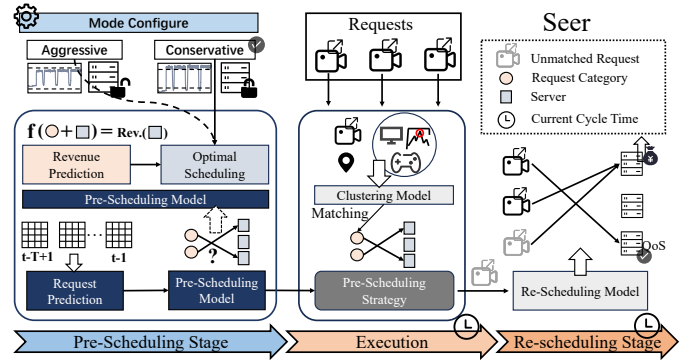 Mode Configure
Aggressive
Conservative
Requests
Seer
Unmatched Request
Request Category
Server
Current Cycle Time
f(○+□) = Rev.(□)
Revenue
Prediction
Optimal
Scheduling
Pre-Scheduling Model
t-T+1
...
t-1
?
Request
Prediction
Pre-Scheduling
Model
Clustering Model
Matching
Pre-Scheduling
Strategy
¥
QoS
Re-Scheduling Model
Pre-Scheduling Stage
Execution
Re-scheduling Stage